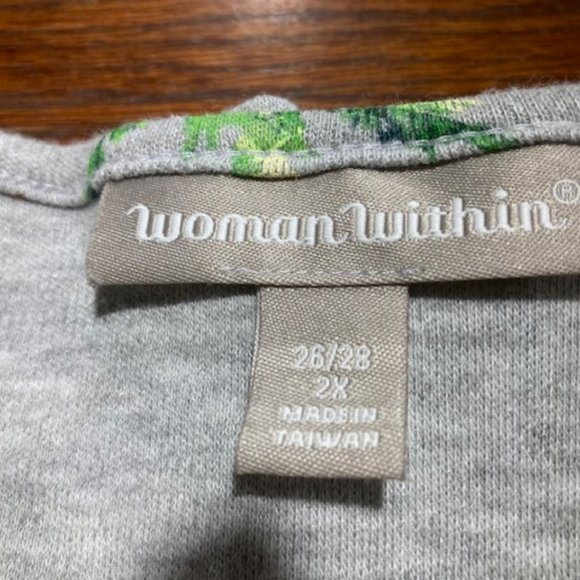 woman within®
26/28
2X
MADE IN
TAIWAN